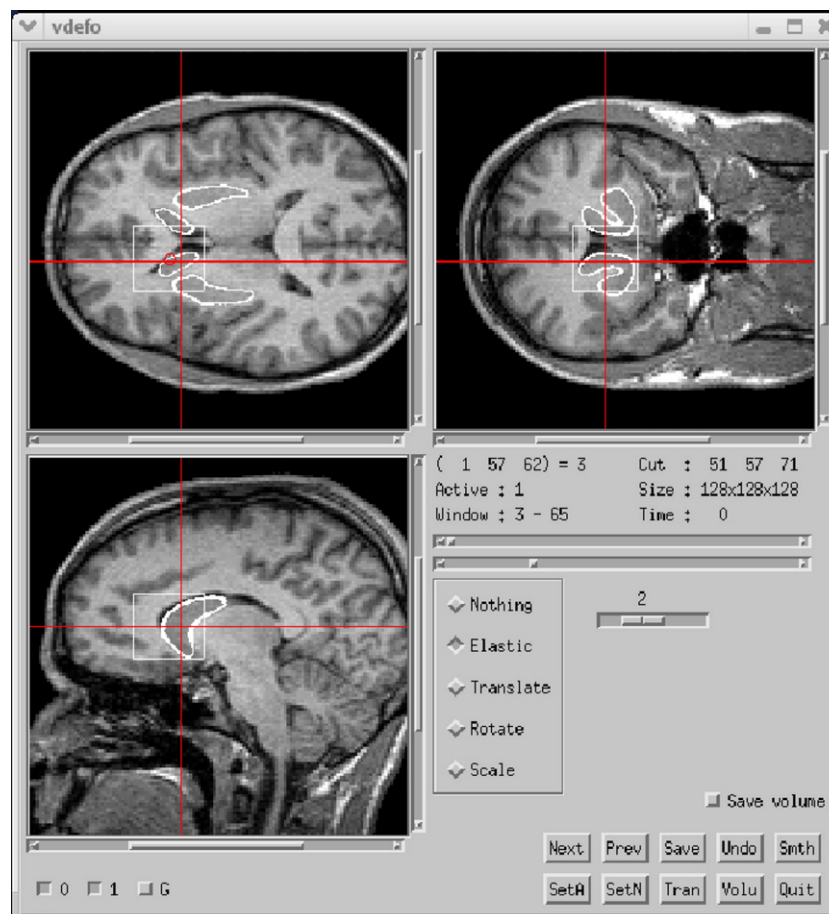 vdefo
( 1 57 62) = 3 Cut : 51 57 71
Active : 1 Size : 128x128x128
Window : 3 - 65 Time : 0
Nothing
2
Elastic
Translate
Rotate
Scale
Save volume
Next Prev Save Undo Smth
0 1 G SetA SetN Tran Volu Quit